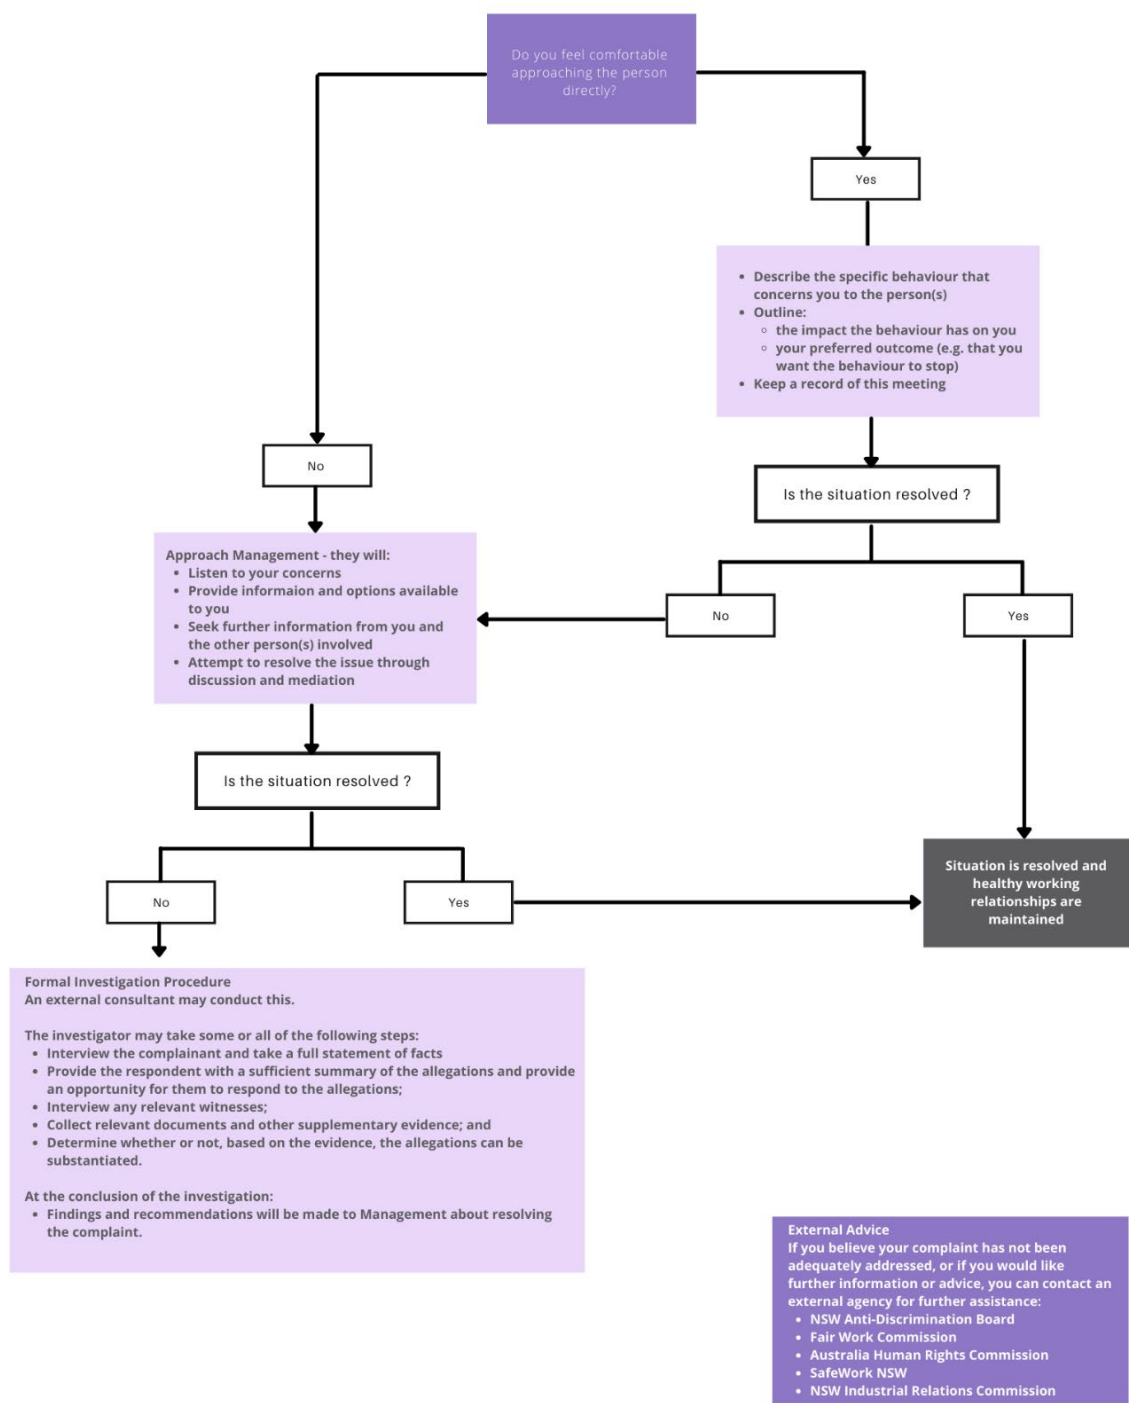 Do you feel comfortable
approaching the person
directly?
Yes
• Describe the specific behaviour that
concerns you to the person(s)
• Outline:
◦ the impact the behaviour has on you
◦ your preferred outcome (e.g. that you
want the behaviour to stop)
• Keep a record of this meeting
No
Is the situation resolved ?
Approach Management - they will:
• Listen to your concerns
• Provide informaion and options available
to you
• Seek further information from you and
the other person(s) involved
• Attempt to resolve the issue through
discussion and mediation
No
Yes
Is the situation resolved ?
No
Yes
Situation is resolved and
healthy working
relationships are
maintained
Formal Investigation Procedure
An external consultant may conduct this.
The investigator may take some or all of the following steps:
• Interview the complainant and take a full statement of facts
• Provide the respondent with a sufficient summary of the allegations and provide
an opportunity for them to respond to the allegations;
• Interview any relevant witnesses;
• Collect relevant documents and other supplementary evidence; and
• Determine whether or not, based on the evidence, the allegations can be
substantiated.
At the conclusion of the investigation:
• Findings and recommendations will be made to Management about resolving
the complaint.
External Advice
If you believe your complaint has not been
adequately addressed, or if you would like
further information or advice, you can contact an
external agency for further assistance:
• NSW Anti-Discrimination Board
• Fair Work Commission
• Australia Human Rights Commission
• SafeWork NSW
• NSW Industrial Relations Commission